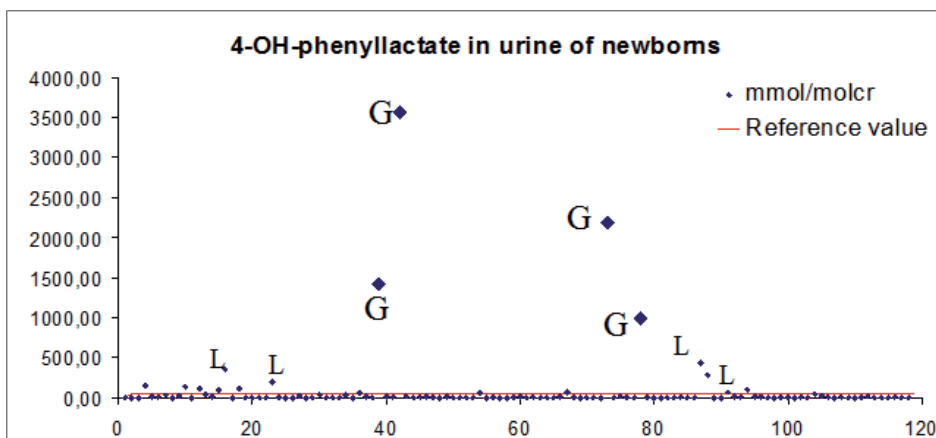 4-OH-phenyllactate in urine of newborns
4000,00
3500,00
3000,00
2500,00
2000,00
1500,00
1000,00
500,00
0,00
G
G
G
G
L
L
L
L
mmol/molcr
Reference value
0
20
40
60
80
100
120